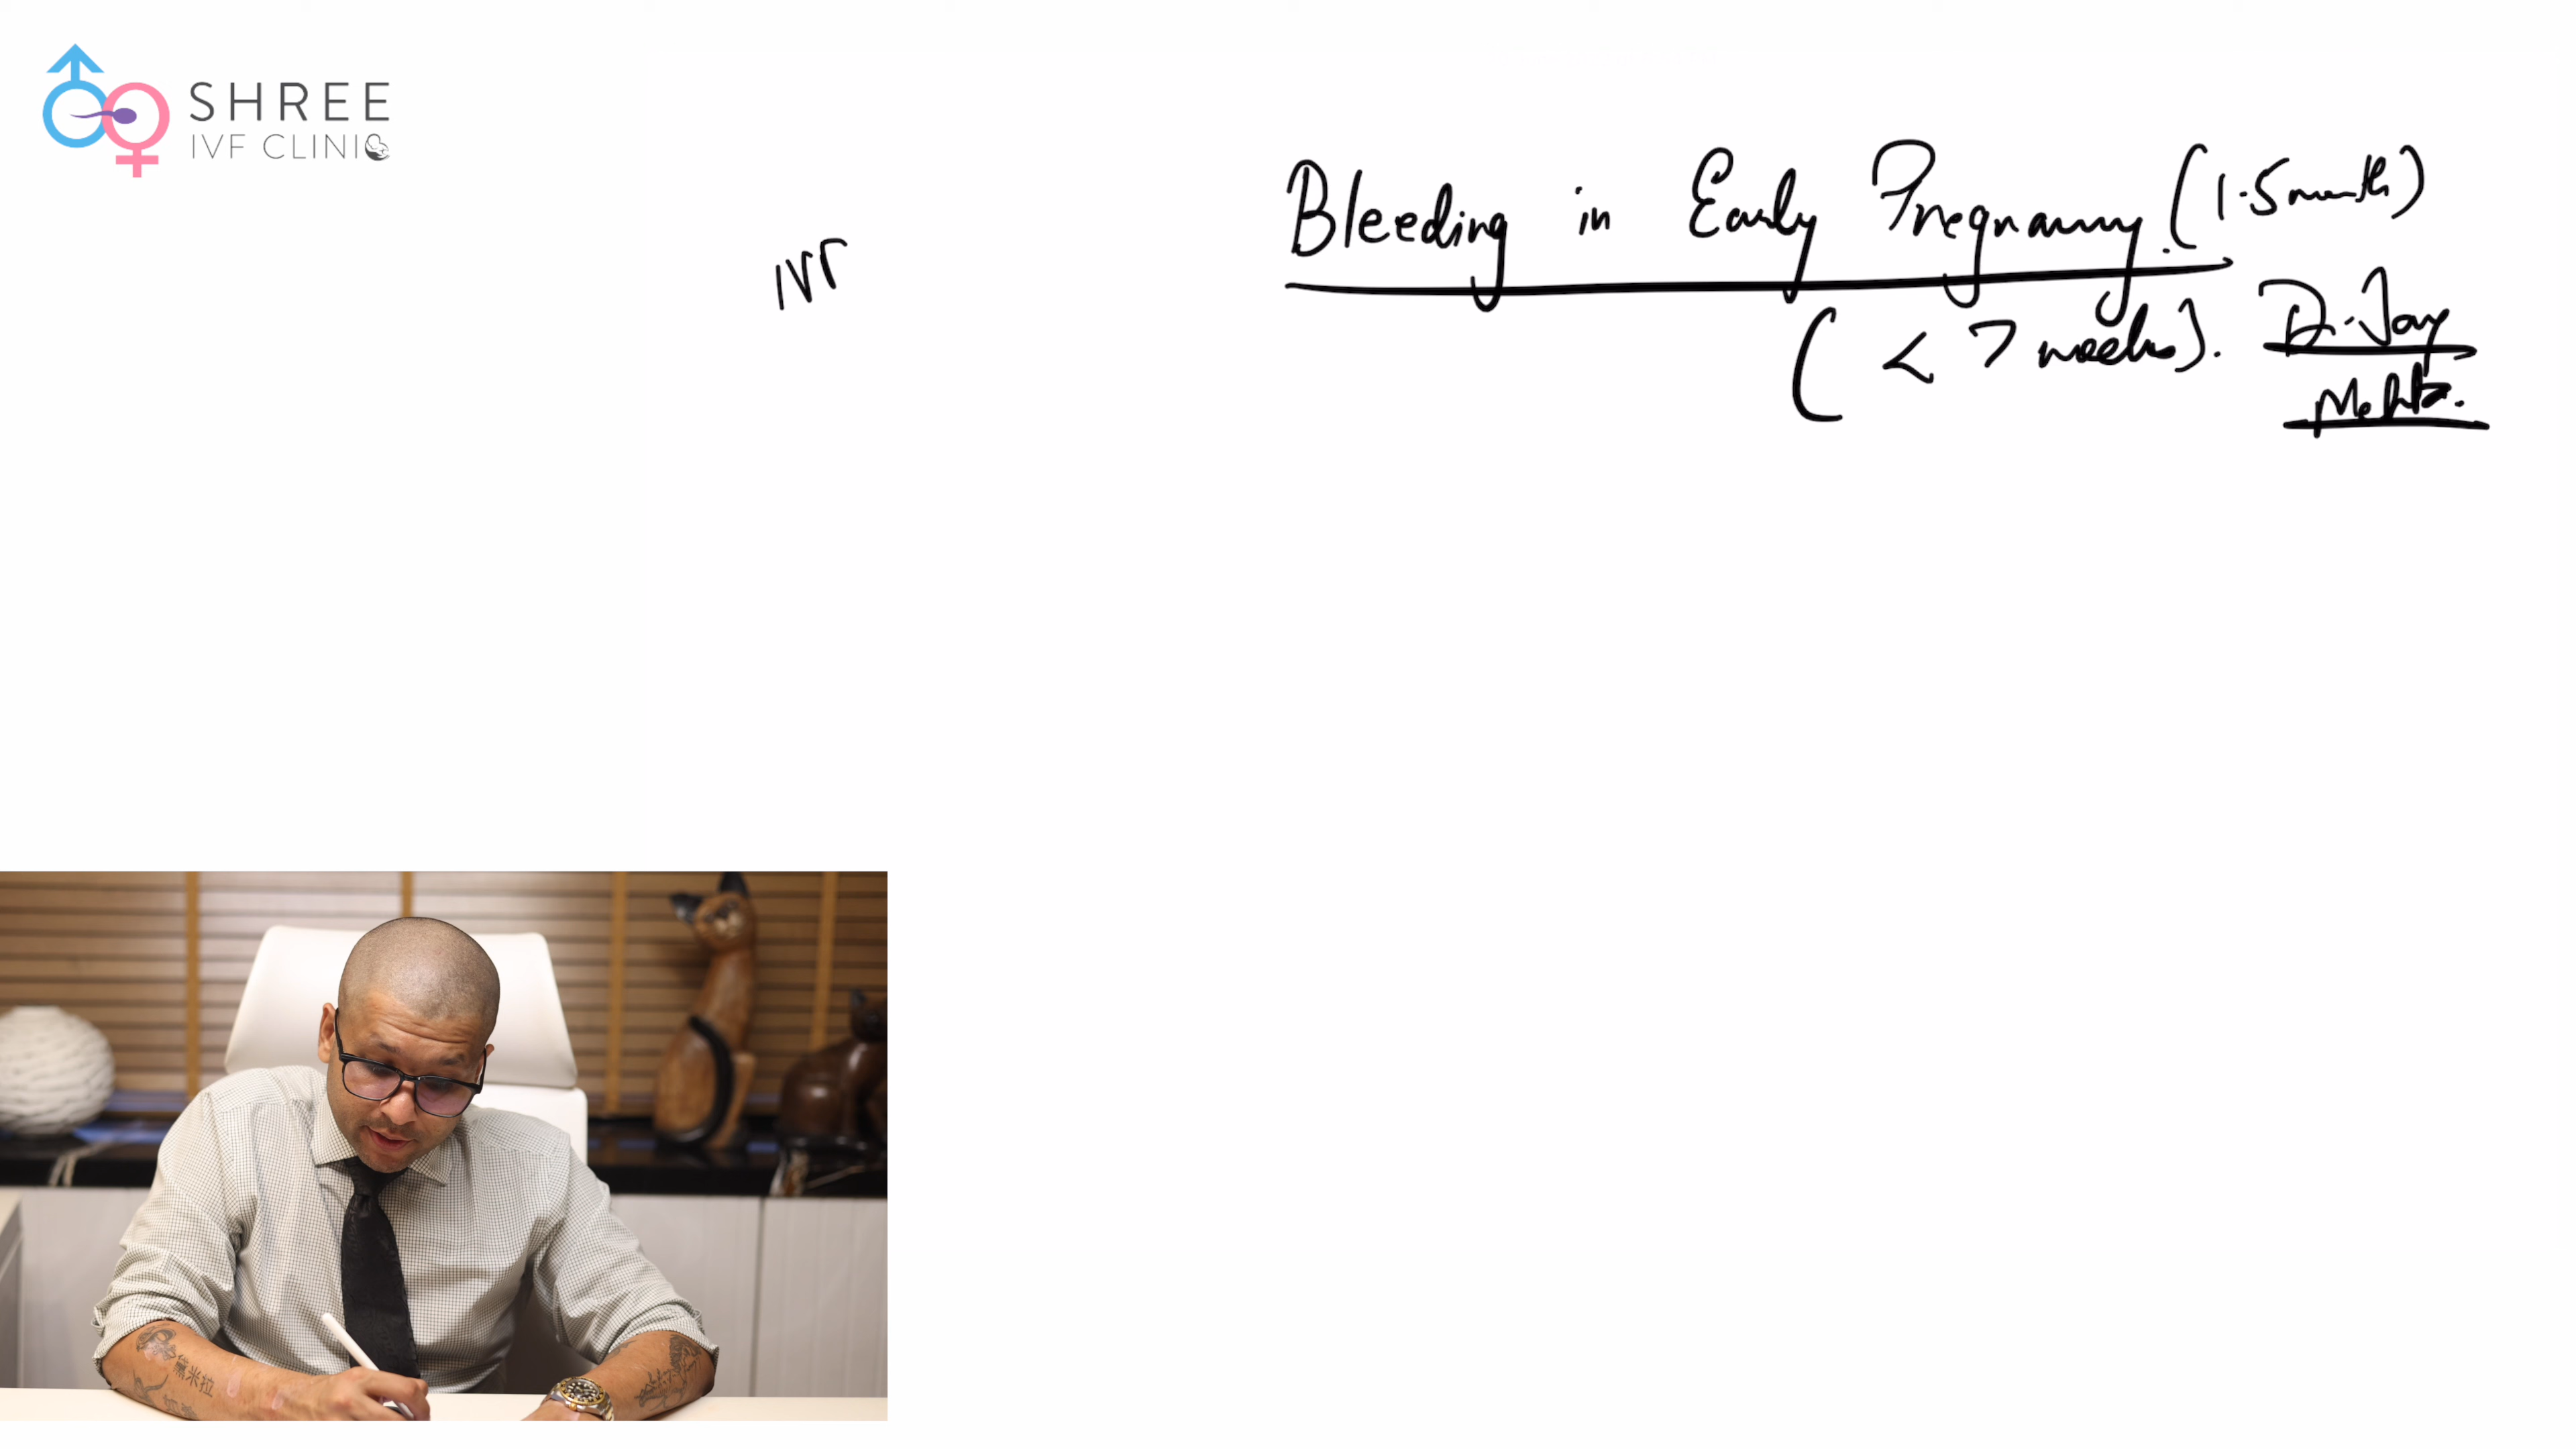 SHREE
IVF CLINIC
Bleeding in Early Pregnancy. (1.5 month)
IVF
( < 7 weeks). Dr. Jay
Mehta.